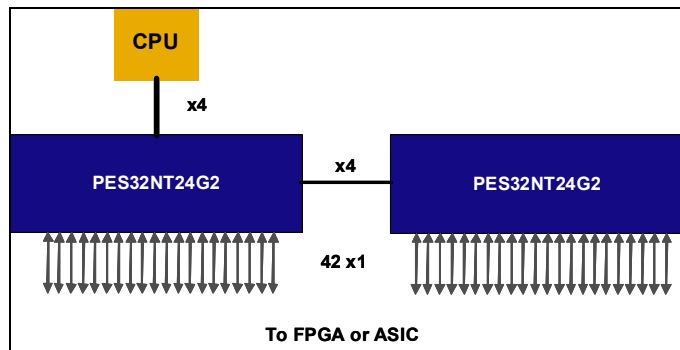 CPU
x4
PES32NT24G2
x4
PES32NT24G2
42 x1
To FPGA or ASIC